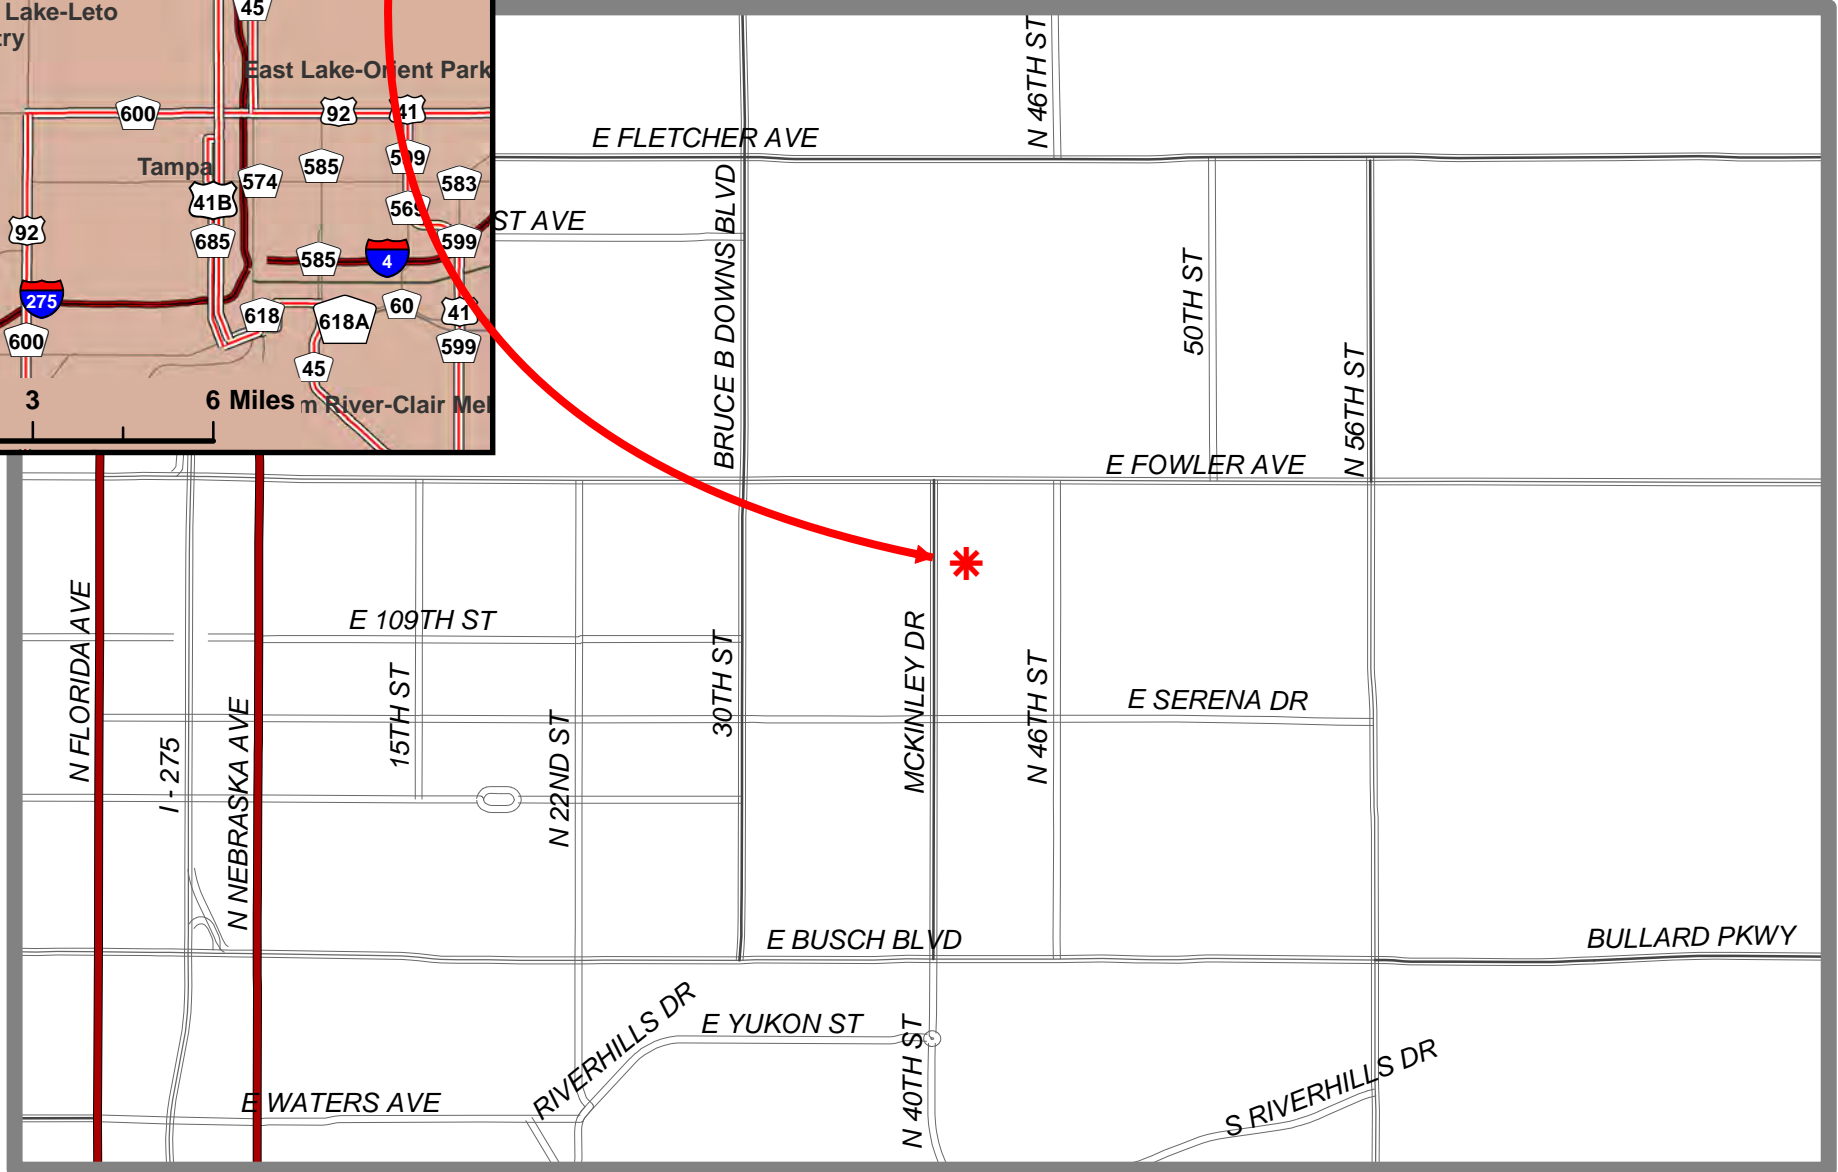 Lake-Leto
try
45
East Lake-Orient Park
600
92
41
Tampa
574
585
599
583
41B
569
92
685
599
585
4
275
618
618A
60
41
600
599
45
3
6 Miles
River-Clair Mel
N 46TH ST
E FLETCHER AVE
ST AVE
BRUCE B DOWNS BLVD
50TH ST
N 56TH ST
E FOWLER AVE
N FLORIDA AVE
E 109TH ST
15TH ST
30TH ST
MCKINLEY DR
N 46TH ST
E SERENA DR
I - 275
N NEBRASKA AVE
N 22ND ST
E BUSCH BLVD
BULLARD PKWY
RIVERHILLS DR
E YUKON ST
N 40TH ST
S RIVERHILLS DR
E WATERS AVE